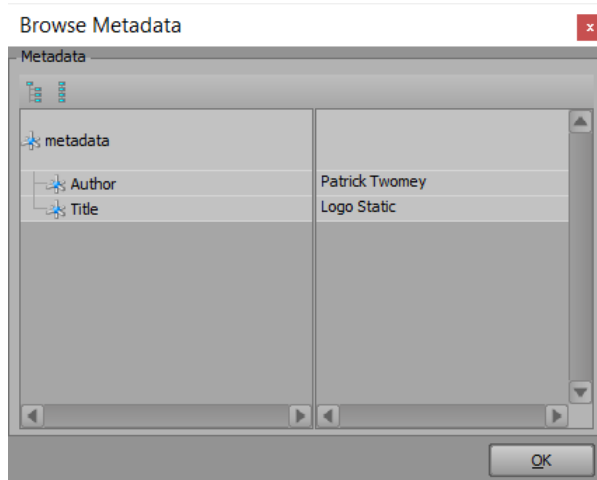 Browse Metadata
x
Metadata
metadata
Author Patrick Twomey
Title Logo Static
OK